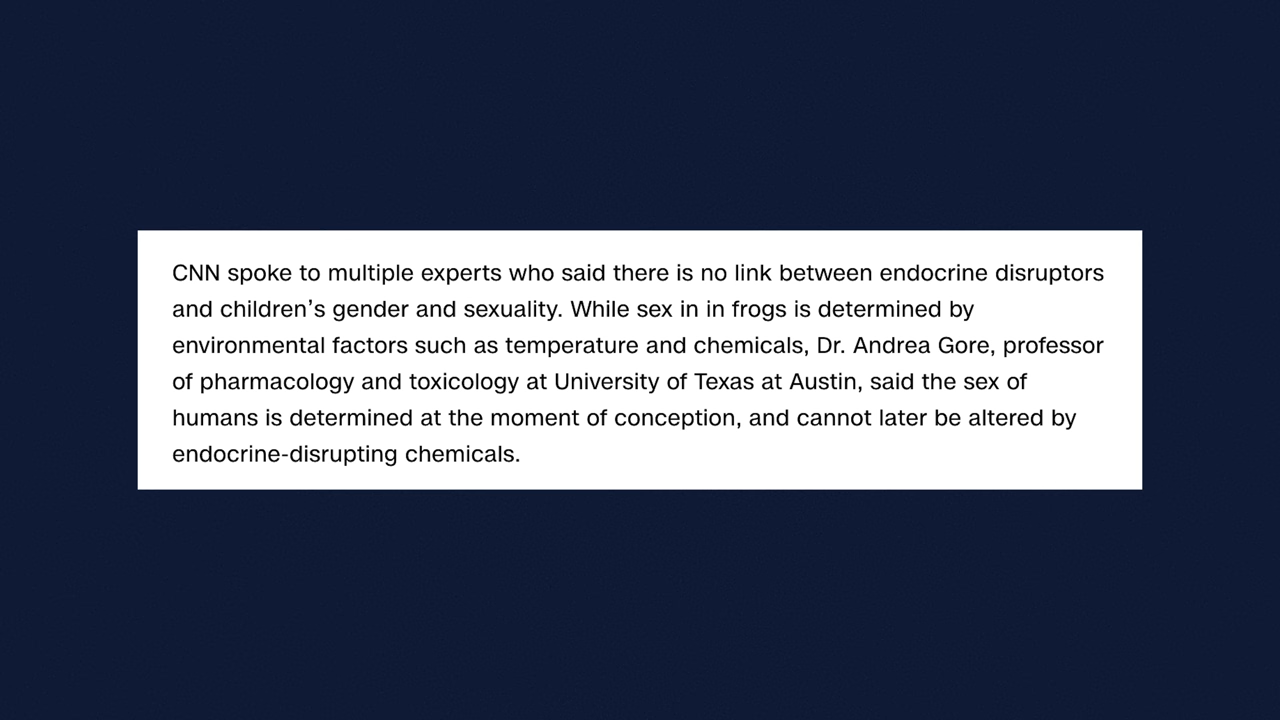 CNN spoke to multiple experts who said there is no link between endocrine disruptors
and children’s gender and sexuality. While sex in in frogs is determined by
environmental factors such as temperature and chemicals, Dr. Andrea Gore, professor
of pharmacology and toxicology at University of Texas at Austin, said the sex of
humans is determined at the moment of conception, and cannot later be altered by
endocrine-disrupting chemicals.